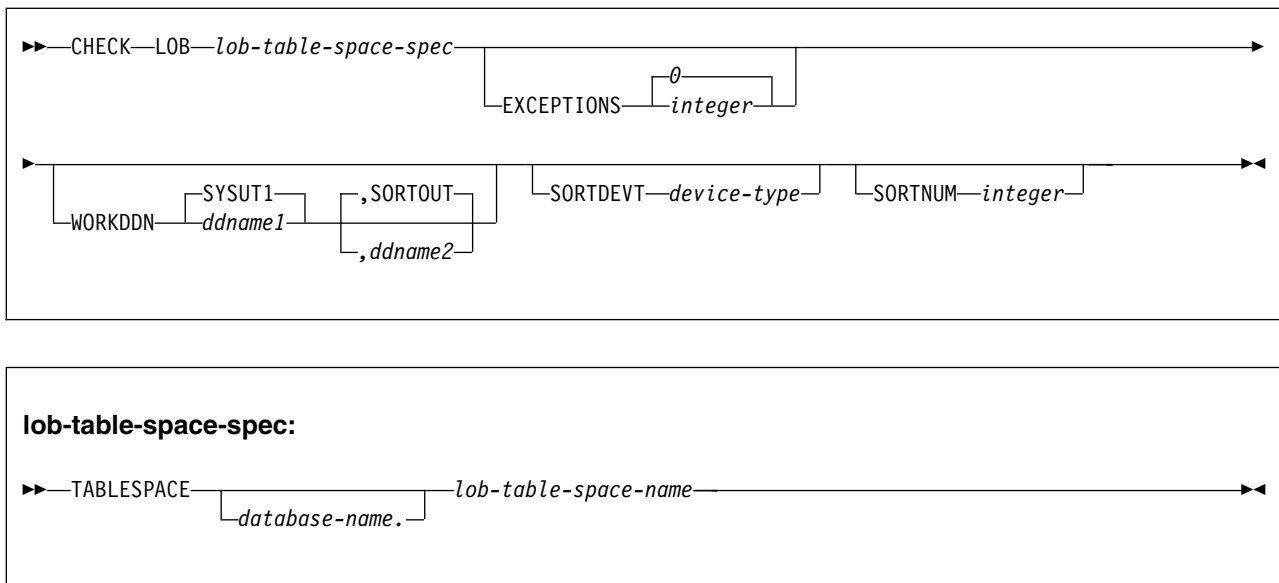 CHECK LOB lob-table-space-spec
0
EXCEPTIONS integer
SYSUT1 ,SORTOUT SORTDEVT device-type SORTNUM integer
WORKDDN ddname1
,ddname2
lob-table-space-spec:
TABLESPACE lob-table-space-name
database-name.